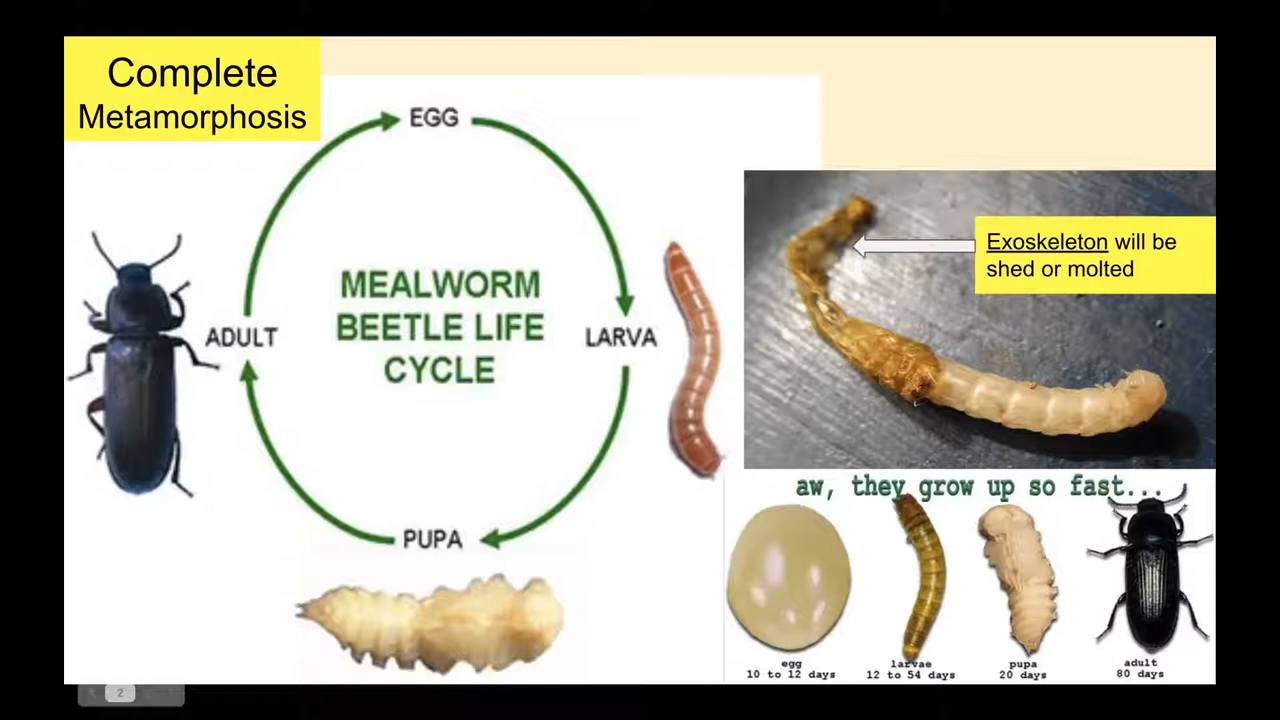 Complete
Metamorphosis
EGG
MEALWORM
BEETLE LIFE
CYCLE
ADULT
LARVA
PUPA
Exoskeleton will be
shed or molted
aw, they grow up so fast...
egg
10 to 12 days
larvae
12 to 54 days
pupa
20 days
adult
80 days
2